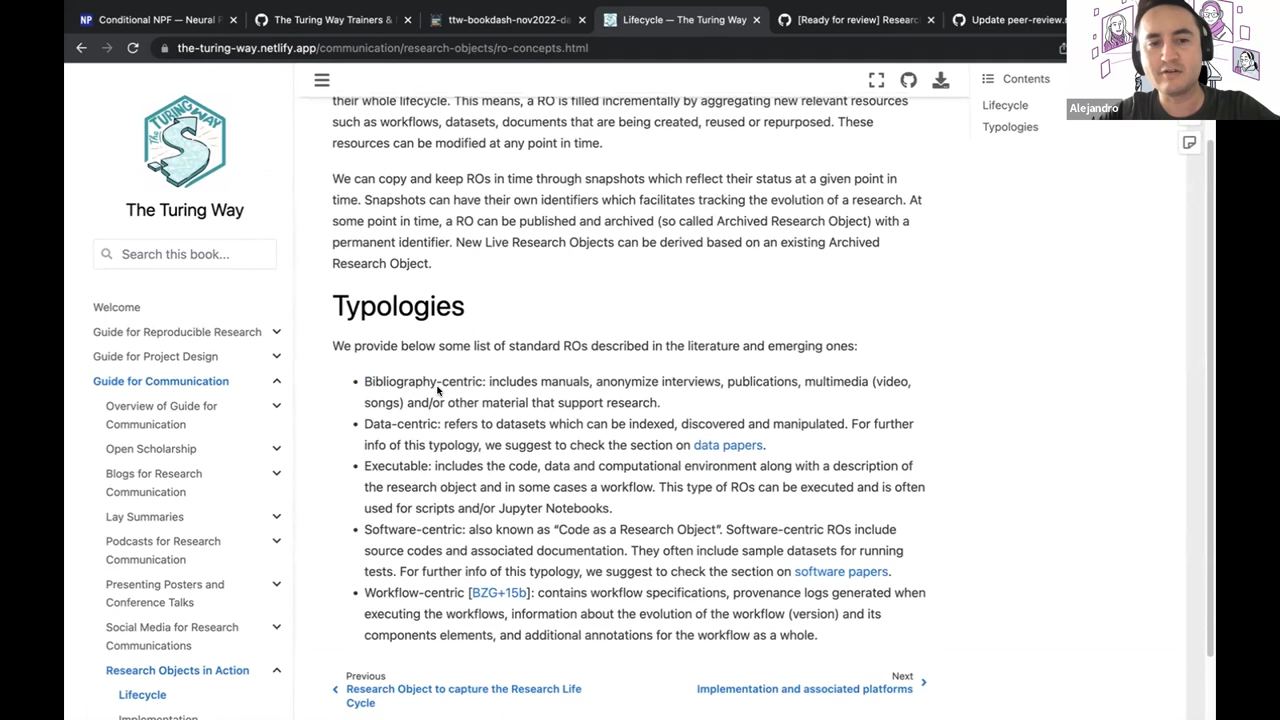 Conditional NPF — Neural P
The Turing Way Trainers &
ttw-bookdash-nov2022-da
Lifecycle — The Turing Way
[Ready for review] Researc
Update peer-review.m
the-turing-way.netlify.app/communication/research-objects/ro-concepts.html
Alejandro
THE TURING WAY
The Turing Way
Search this book...
Welcome
Guide for Reproducible Research
Guide for Project Design
Guide for Communication
Overview of Guide for
Communication
Open Scholarship
Blogs for Research
Communication
Lay Summaries
Podcasts for Research
Communication
Presenting Posters and
Conference Talks
Social Media for Research
Communications
Research Objects in Action
Lifecycle
Implementation
their whole lifecycle. This means, a RO is filled incrementally by aggregating new relevant resources
such as workflows, datasets, documents that are being created, reused or repurposed. These
resources can be modified at any point in time.
We can copy and keep ROs in time through snapshots which reflect their status at a given point in
time. Snapshots can have their own identifiers which facilitates tracking the evolution of a research. At
some point in time, a RO can be published and archived (so called Archived Research Object) with a
permanent identifier. New Live Research Objects can be derived based on an existing Archived
Research Object.
Typologies
We provide below some list of standard ROs described in the literature and emerging ones:
• Bibliography-centric: includes manuals, anonymize interviews, publications, multimedia (video,
songs) and/or other material that support research.
• Data-centric: refers to datasets which can be indexed, discovered and manipulated. For further
info of this typology, we suggest to check the section on data papers.
• Executable: includes the code, data and computational environment along with a description of
the research object and in some cases a workflow. This type of ROs can be executed and is often
used for scripts and/or Jupyter Notebooks.
• Software-centric: also known as “Code as a Research Object”. Software-centric ROs include
source codes and associated documentation. They often include sample datasets for running
tests. For further info of this typology, we suggest to check the section on software papers.
• Workflow-centric [BZG+15b]: contains workflow specifications, provenance logs generated when
executing the workflows, information about the evolution of the workflow (version) and its
components elements, and additional annotations for the workflow as a whole.
Previous
Research Object to capture the Research Life
Cycle
Next
Implementation and associated platforms
Contents
Lifecycle
Typologies